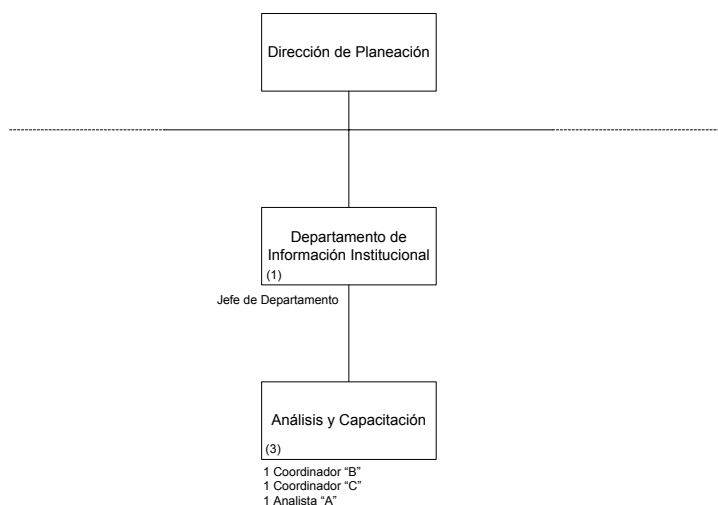 Dirección de Planeación
Departamento de
Información Institucional
(1)
Jefe de Departamento
Análisis y Capacitación
(3)
1 Coordinador “B”
1 Coordinador “C”
1 Analista “A”